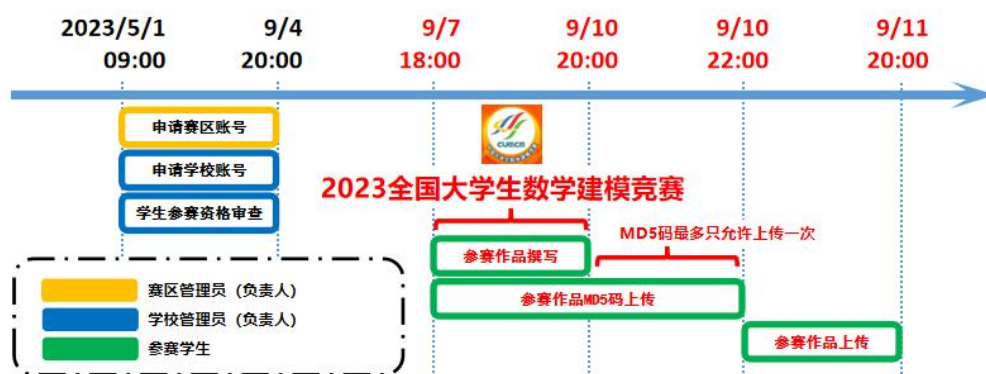 2023/5/1 9/4 9/7 9/10 9/10 9/11
09:00 20:00 18:00 20:00 22:00 20:00
申请赛区账号
申请学校账号
学生参赛资格审查
CUMCM
2023全国大学生数学建模竞赛
MD5码最多只允许上传一次
参赛作品撰写
参赛作品MD5码上传
参赛作品上传
赛区管理员（负责人）
学校管理员（负责人）
参赛学生